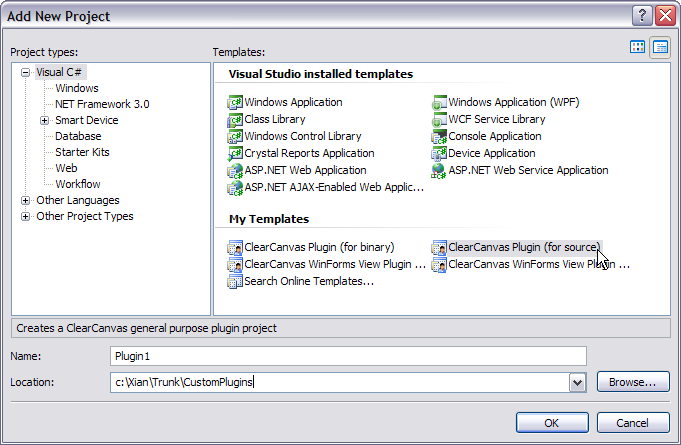 Add New Project
Project types:
Templates:
Visual C#
Windows
NET Framework 3.0
Smart Device
Database
Starter Kits
Web
Workflow
Other Languages
Other Project Types
Visual Studio installed templates
Windows Application
Windows Application (WPF)
Class Library
WCF Service Library
Windows Control Library
Console Application
Crystal Reports Application
Device Application
ASP.NET Web Application
ASP.NET Web Service Application
ASP.NET AJAX-Enabled Web Applic...
My Templates
ClearCanvas Plugin (for binary)
ClearCanvas Plugin (for source)
ClearCanvas WinForms View Plugin ...
ClearCanvas WinForms View Plugin ...
Search Online Templates...
Creates a ClearCanvas general purpose plugin project
Name:
Plugin1
Location:
c:\Xian\Trunk\CustomPlugins
Browse...
OK
Cancel